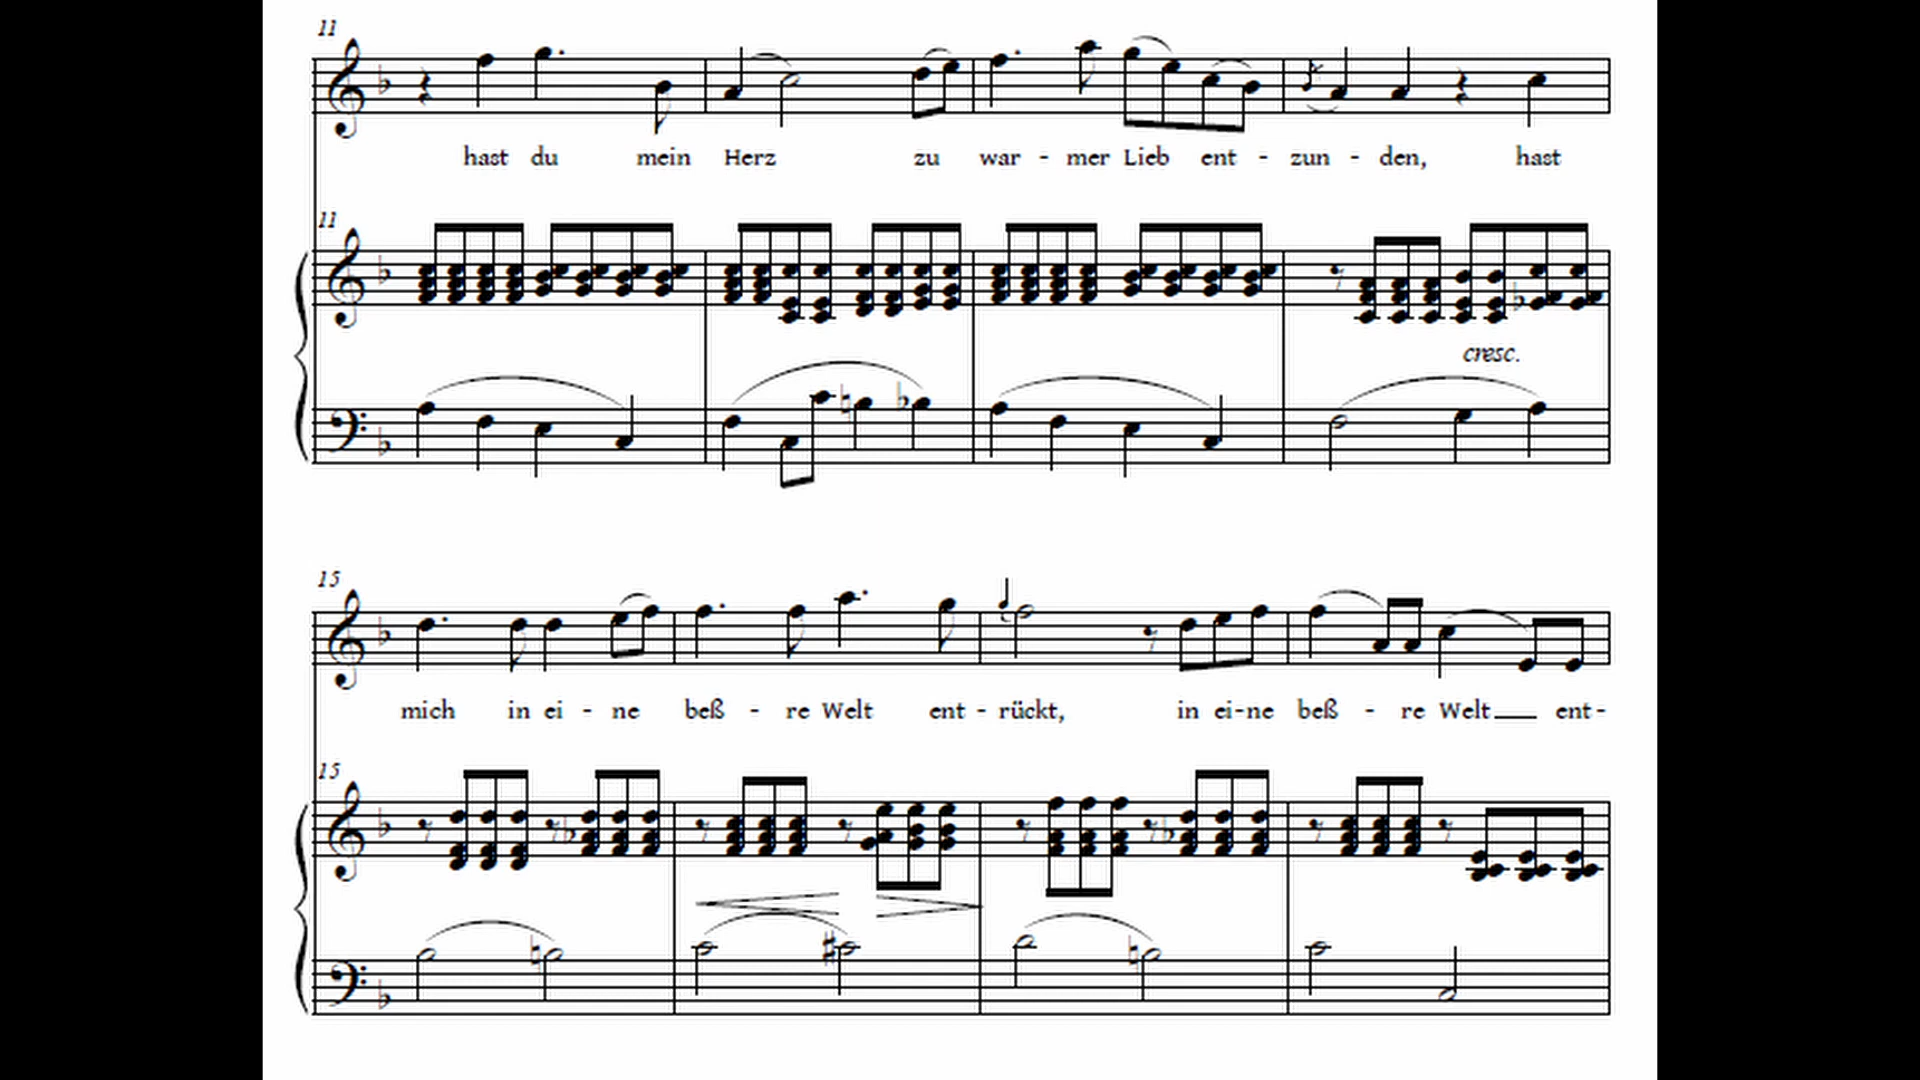 11
hast du mein Herz zu war - mer Lieb ent - zun - den, hast
11
cresc.
15
mich in ei - ne beß - re Welt ent - rückt, in ei-ne beß - re Welt__ ent-
15